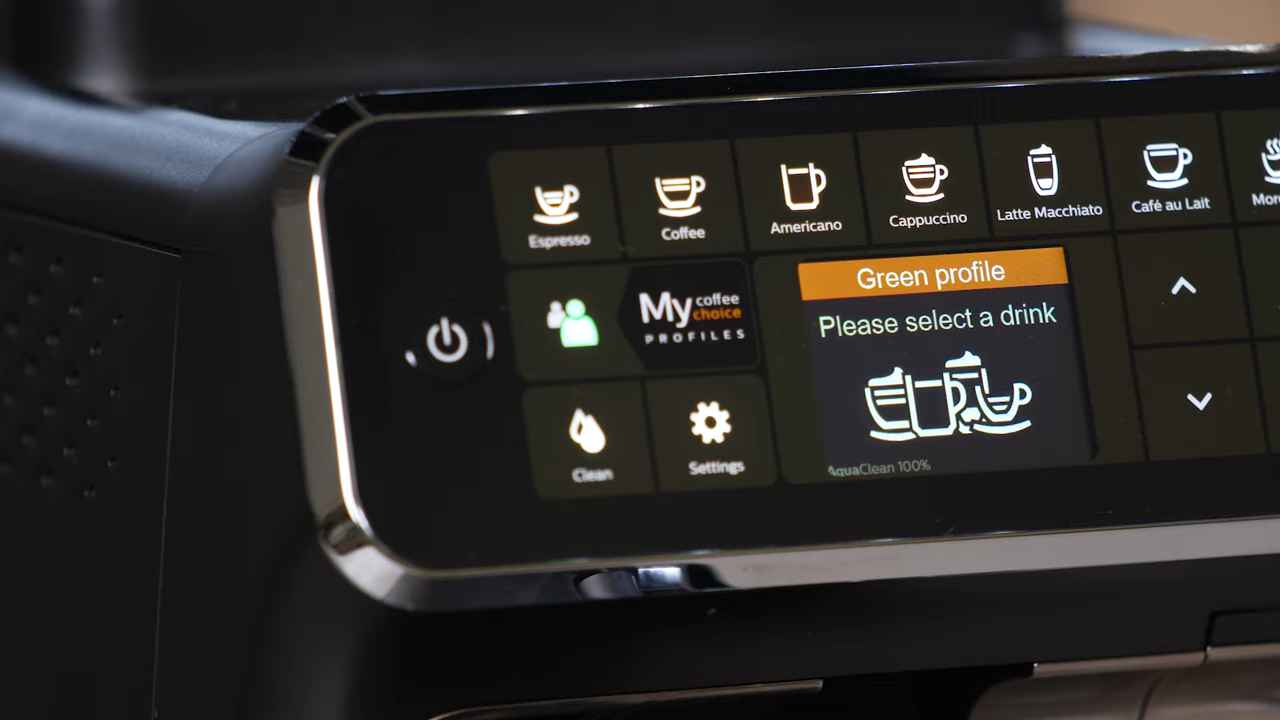 Espresso
Coffee
Americano
Cappuccino
Latte Macchiato
Café au Lait
My coffee choice
PROFILES
Green profile
Please select a drink
Clean
Settings
AquaClean 100%